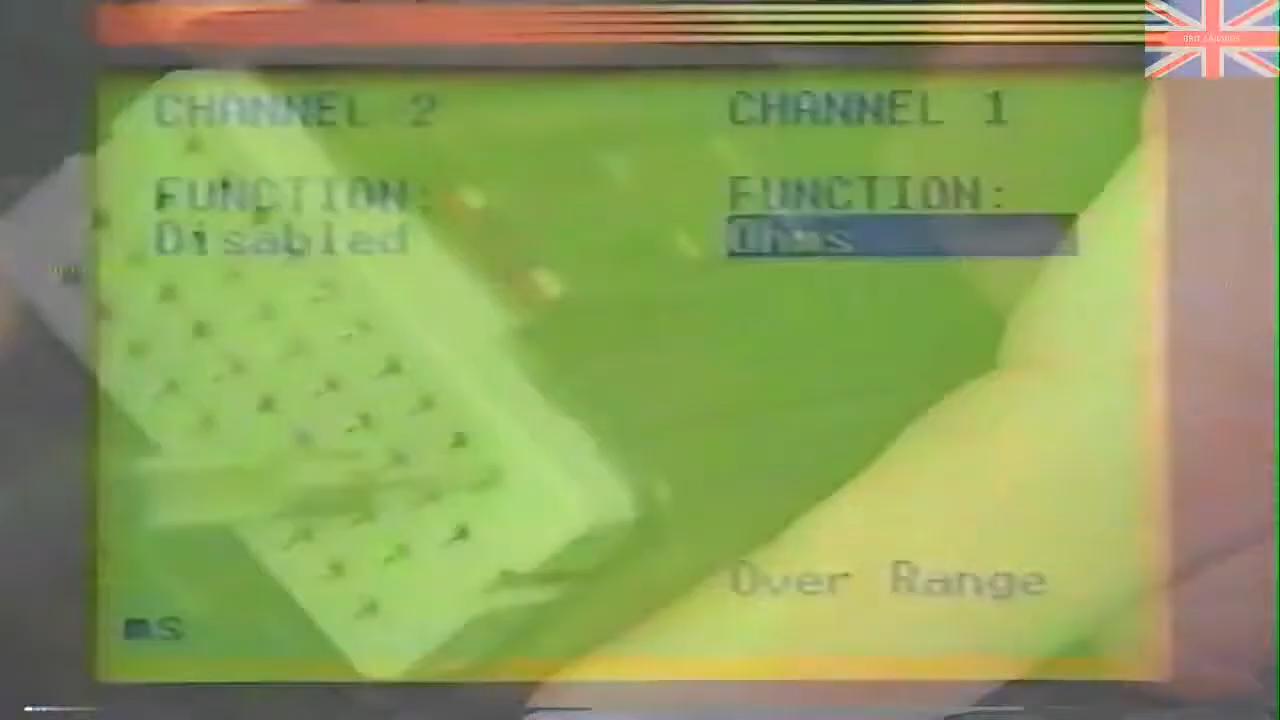 CHANNEL 2
FUNCTION:
Disabled
CHANNEL 1
FUNCTION:
Ohms
Over Range
ms